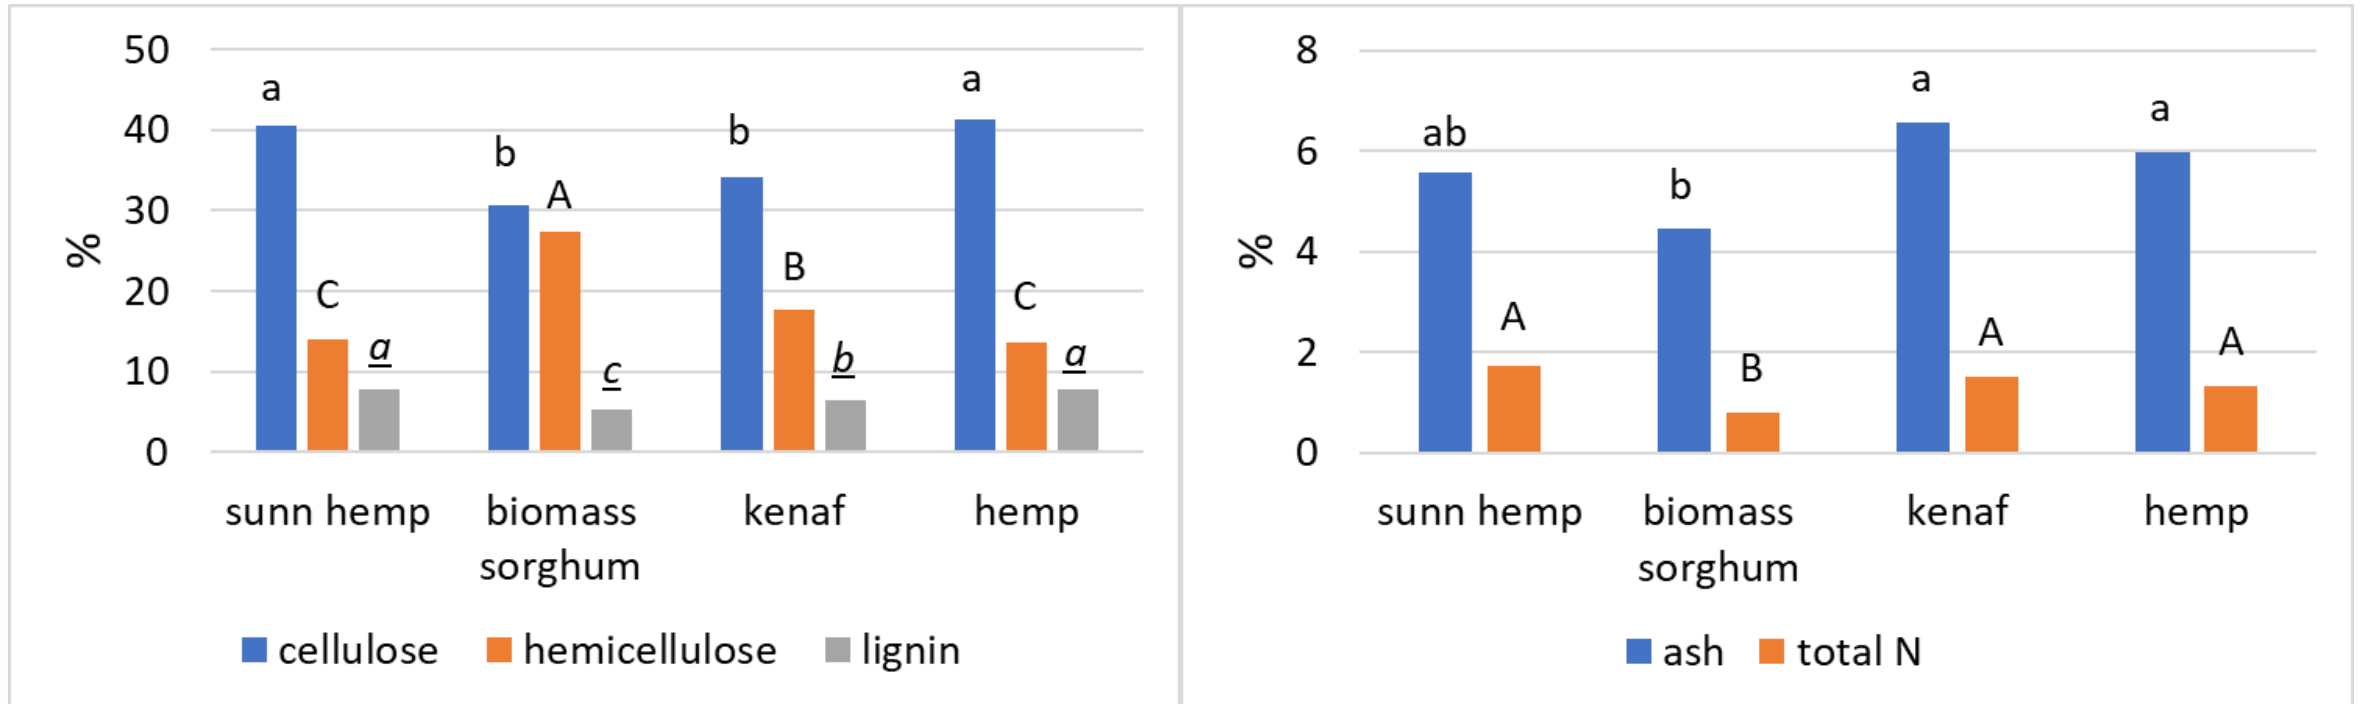 50
40
30
20
10
0
%
a
C
a
b
A
c
b
B
b
a
C
a
sunn hemp
biomass
sorghum
kenaf
hemp
cellulose hemicellulose lignin
8
6
4
2
0
%
ab
A
b
B
a
A
a
A
sunn hemp
biomass
sorghum
kenaf
hemp
ash total N